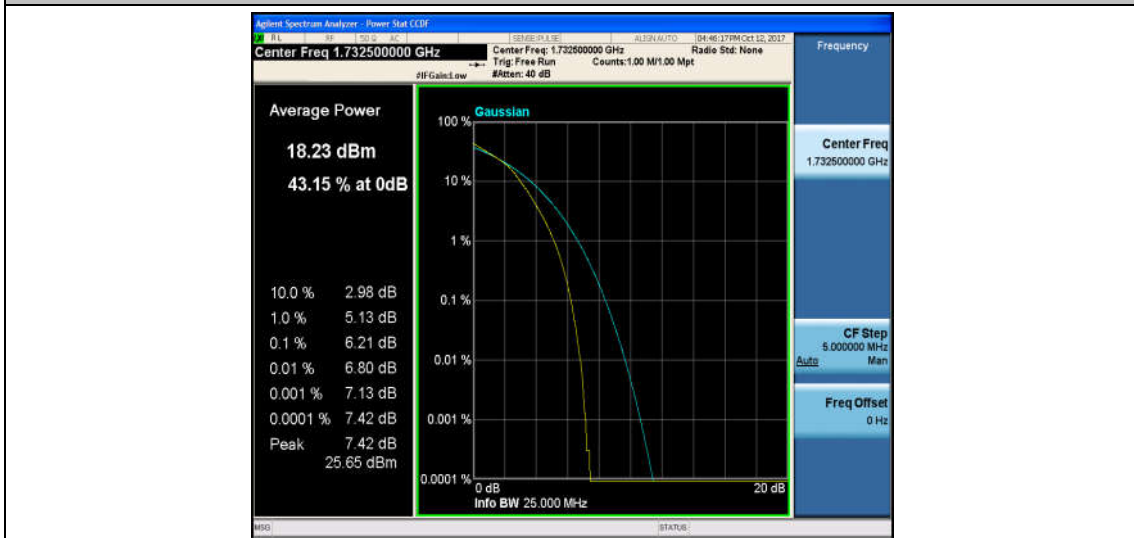 Agilent Spectrum Analyzer - Power Stat CCDF
RL RF 50 Ω AC SENSE:PULSE ALIGN AUTO 04:46:17 PM Oct 12, 2017
Center Freq 1.732500000 GHz
Center Freq: 1.732500000 GHz Radio Std: None
Trig: Free Run Counts:1.00 M/1.00 Mpt
#IFGain:Low #Atten: 40 dB
Frequency
Average Power
18.23 dBm
43.15 % at 0dB
10.0 % 2.98 dB
1.0 % 5.13 dB
0.1 % 6.21 dB
0.01 % 6.80 dB
0.001 % 7.13 dB
0.0001 % 7.42 dB
Peak 7.42 dB
25.65 dBm
Gaussian
100 %
10 %
1 %
0.1 %
0.01 %
0.001 %
0.0001 %
0 dB 20 dB
Info BW 25.000 MHz
Center Freq
1.732500000 GHz
CF Step
5.000000 MHz
Auto Man
Freq Offset
0 Hz
MSG STATUS